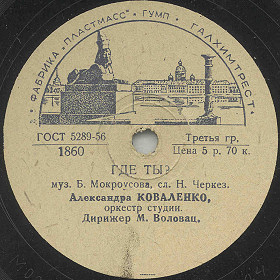 ФАБРИКА „ПЛАСТМАСС" • ГУМП • ГАЛХИМТРЕСТ •
ГОСТ 5289-56
Третья гр.
1860
Цена 5 р. 70 к.
ГДЕ ТЫ?
муз. Б. Мокроусова, сл. Н. Черкез.
Александра КОВАЛЕНКО,
оркестр студии.
Дирижер М. Воловац.